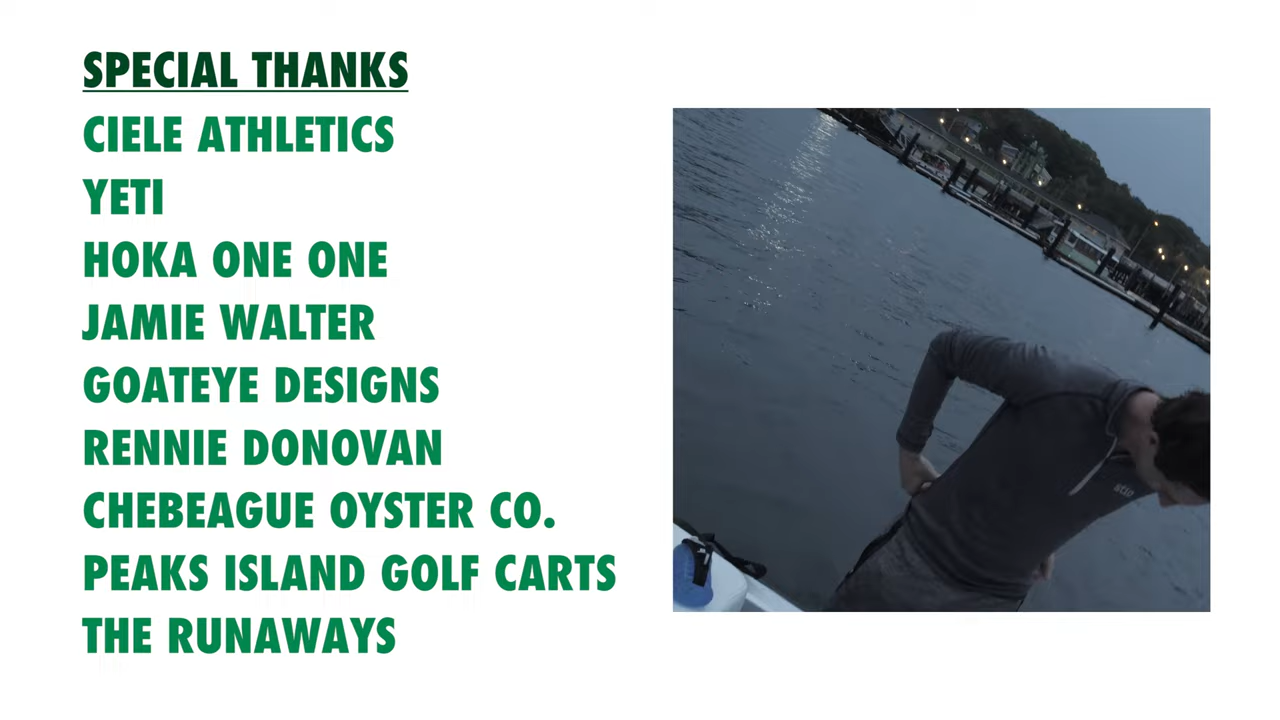 SPECIAL THANKS
CIELE ATHLETICS
YETI
HOKA ONE ONE
JAMIE WALTER
GOATEYE DESIGNS
RENNIE DONOVAN
CHEBEAGUE OYSTER CO.
PEAKS ISLAND GOLF CARTS
THE RUNAWAYS
stio